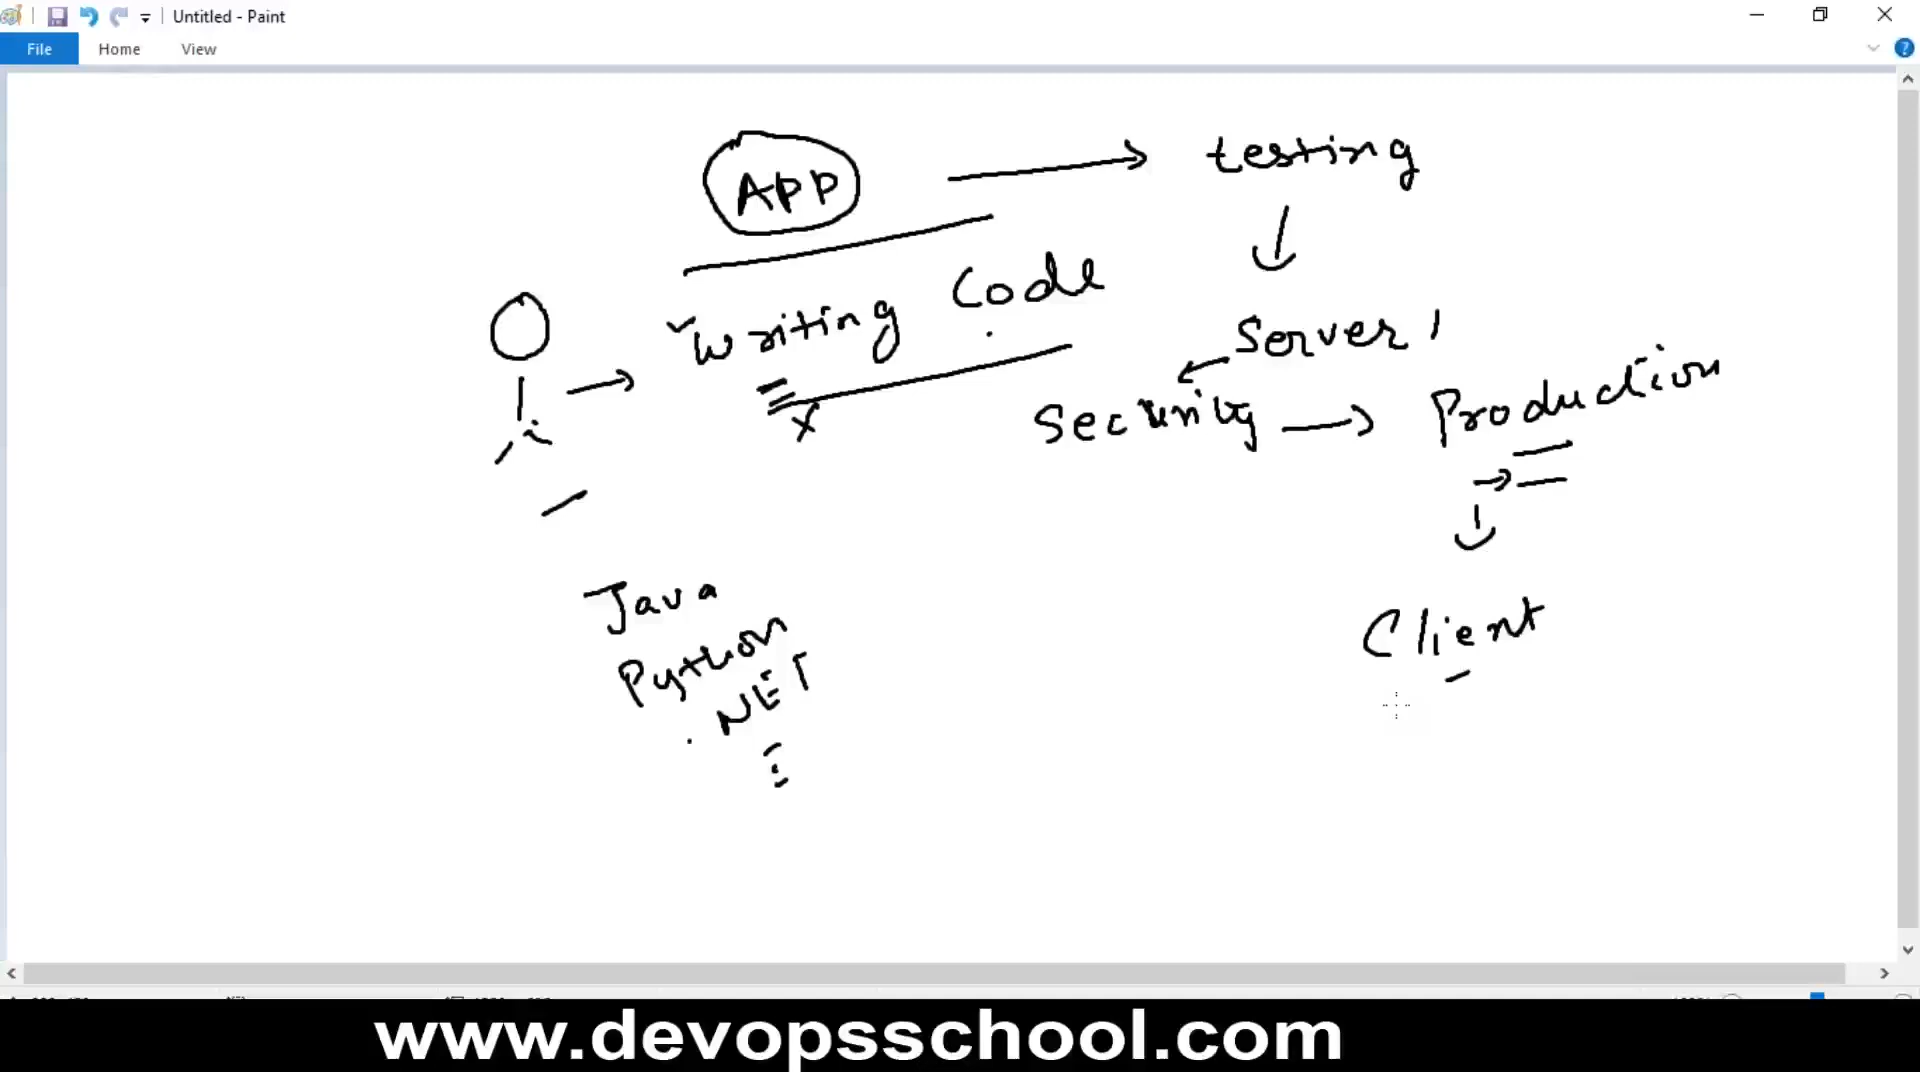 Untitled - Paint
File Home View
APP
testing
Writing Code
Server
Security
Production
Java
Python
.NET
Client
www.devopsschool.com